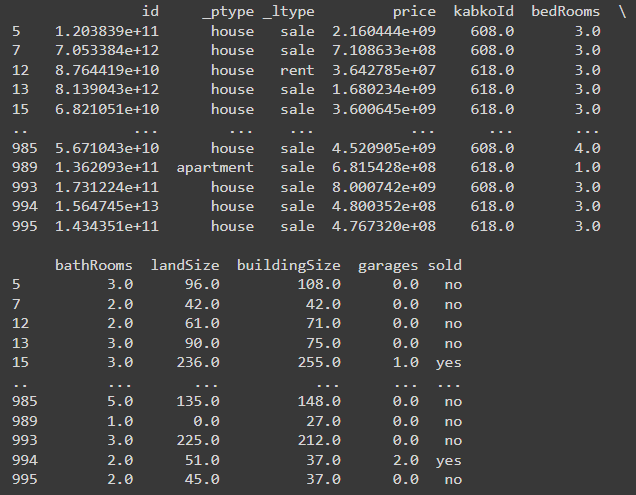 id _ptype _ltype price kabkoId bedRooms \
5 1.203839e+11 house sale 2.160444e+09 608.0 3.0
7 7.053384e+12 house sale 7.108633e+08 608.0 3.0
12 8.764419e+10 house rent 3.642785e+07 618.0 3.0
13 8.139043e+12 house sale 1.680234e+09 618.0 3.0
15 6.821051e+10 house sale 3.600645e+09 618.0 3.0
.. ... ... ... ... ... ...
985 5.671043e+10 house sale 4.520905e+09 608.0 4.0
989 1.362093e+11 apartment sale 6.815428e+08 618.0 1.0
993 1.731224e+11 house sale 8.000742e+09 608.0 3.0
994 1.564745e+13 house sale 4.800352e+08 618.0 3.0
995 1.434351e+11 house sale 4.767320e+08 618.0 3.0
bathRooms landSize buildingSize garages sold
5 3.0 96.0 108.0 0.0 no
7 2.0 42.0 42.0 0.0 no
12 2.0 61.0 71.0 0.0 no
13 3.0 90.0 75.0 0.0 no
15 3.0 236.0 255.0 1.0 yes
.. ... ... ... ... ...
985 5.0 135.0 148.0 0.0 no
989 1.0 0.0 27.0 0.0 no
993 3.0 225.0 212.0 0.0 no
994 2.0 51.0 37.0 2.0 yes
995 2.0 45.0 37.0 0.0 no